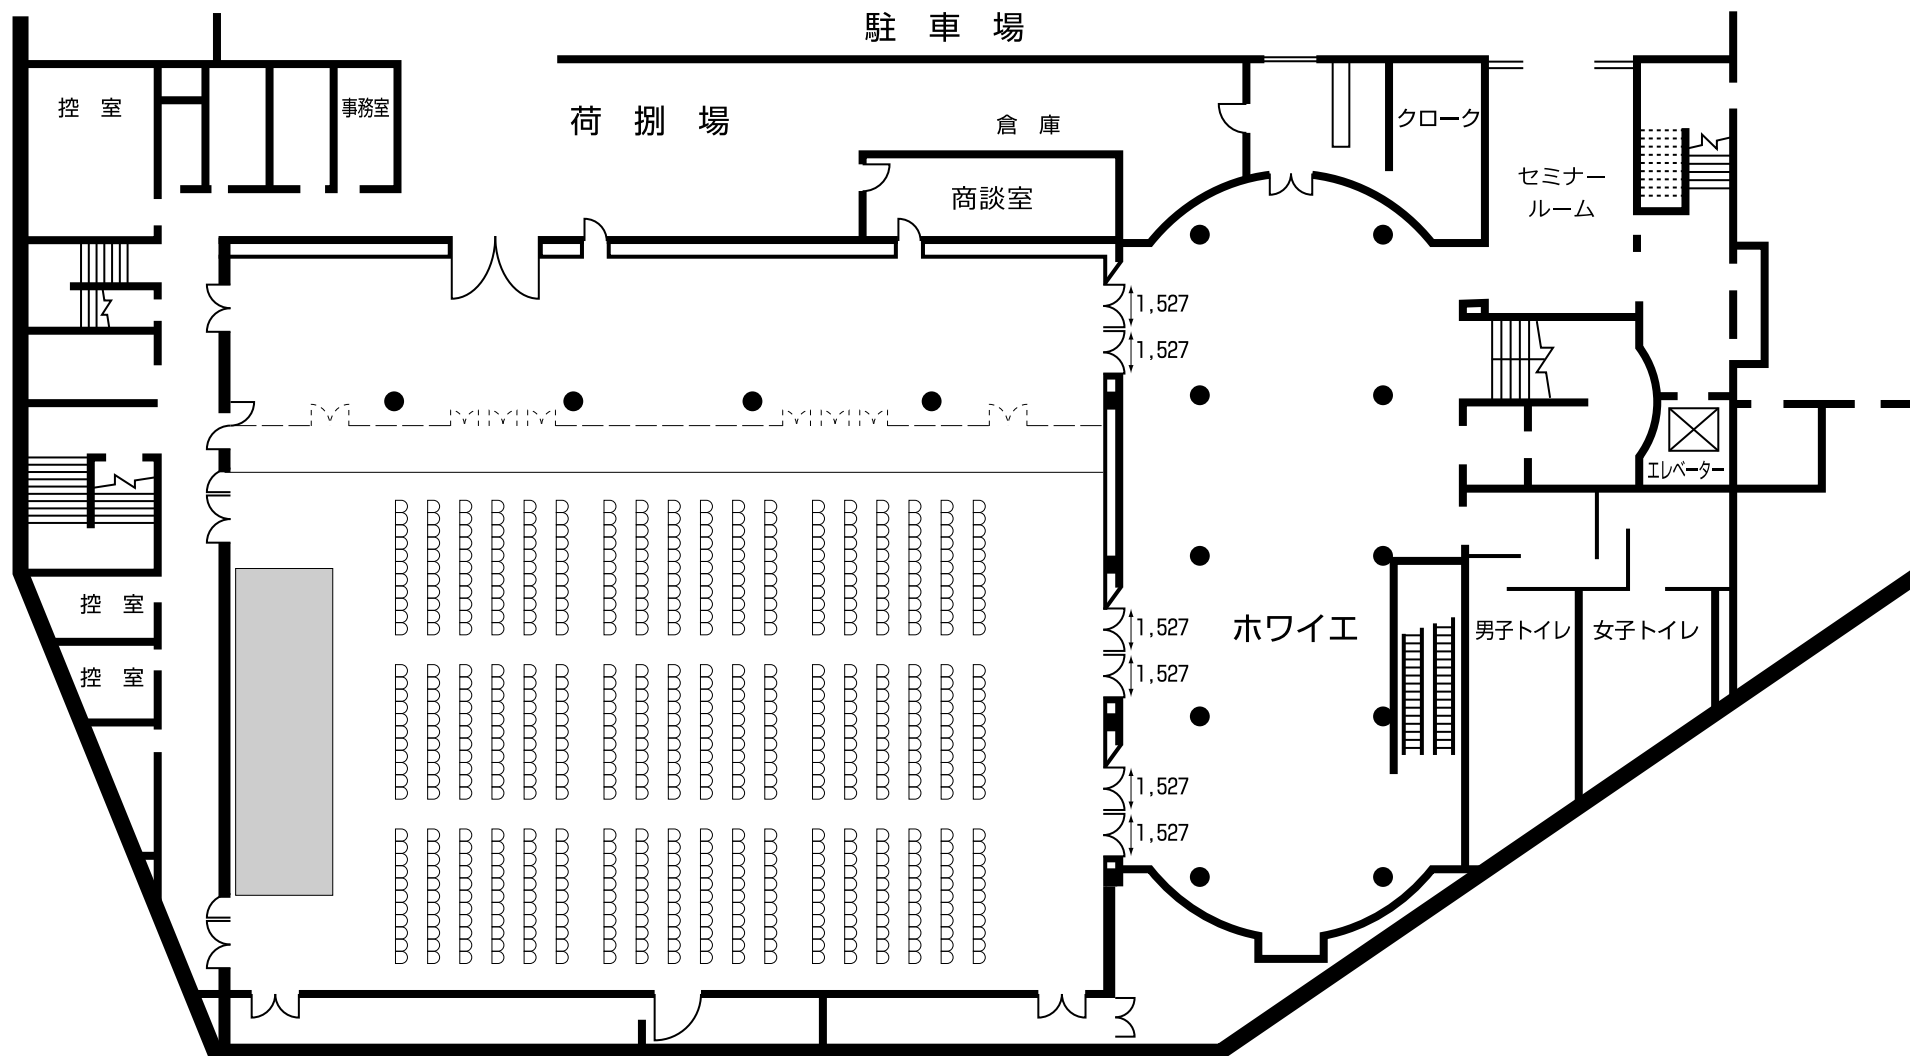 駐 車 場
控 室
事務室
荷 捌 場
倉 庫
クローク
商談室
セミナー
ルーム
1,527
1,527
エレベーター
控 室
1,527
ホワイエ
男子トイレ
女子トイレ
控 室
1,527
1,527
1,527